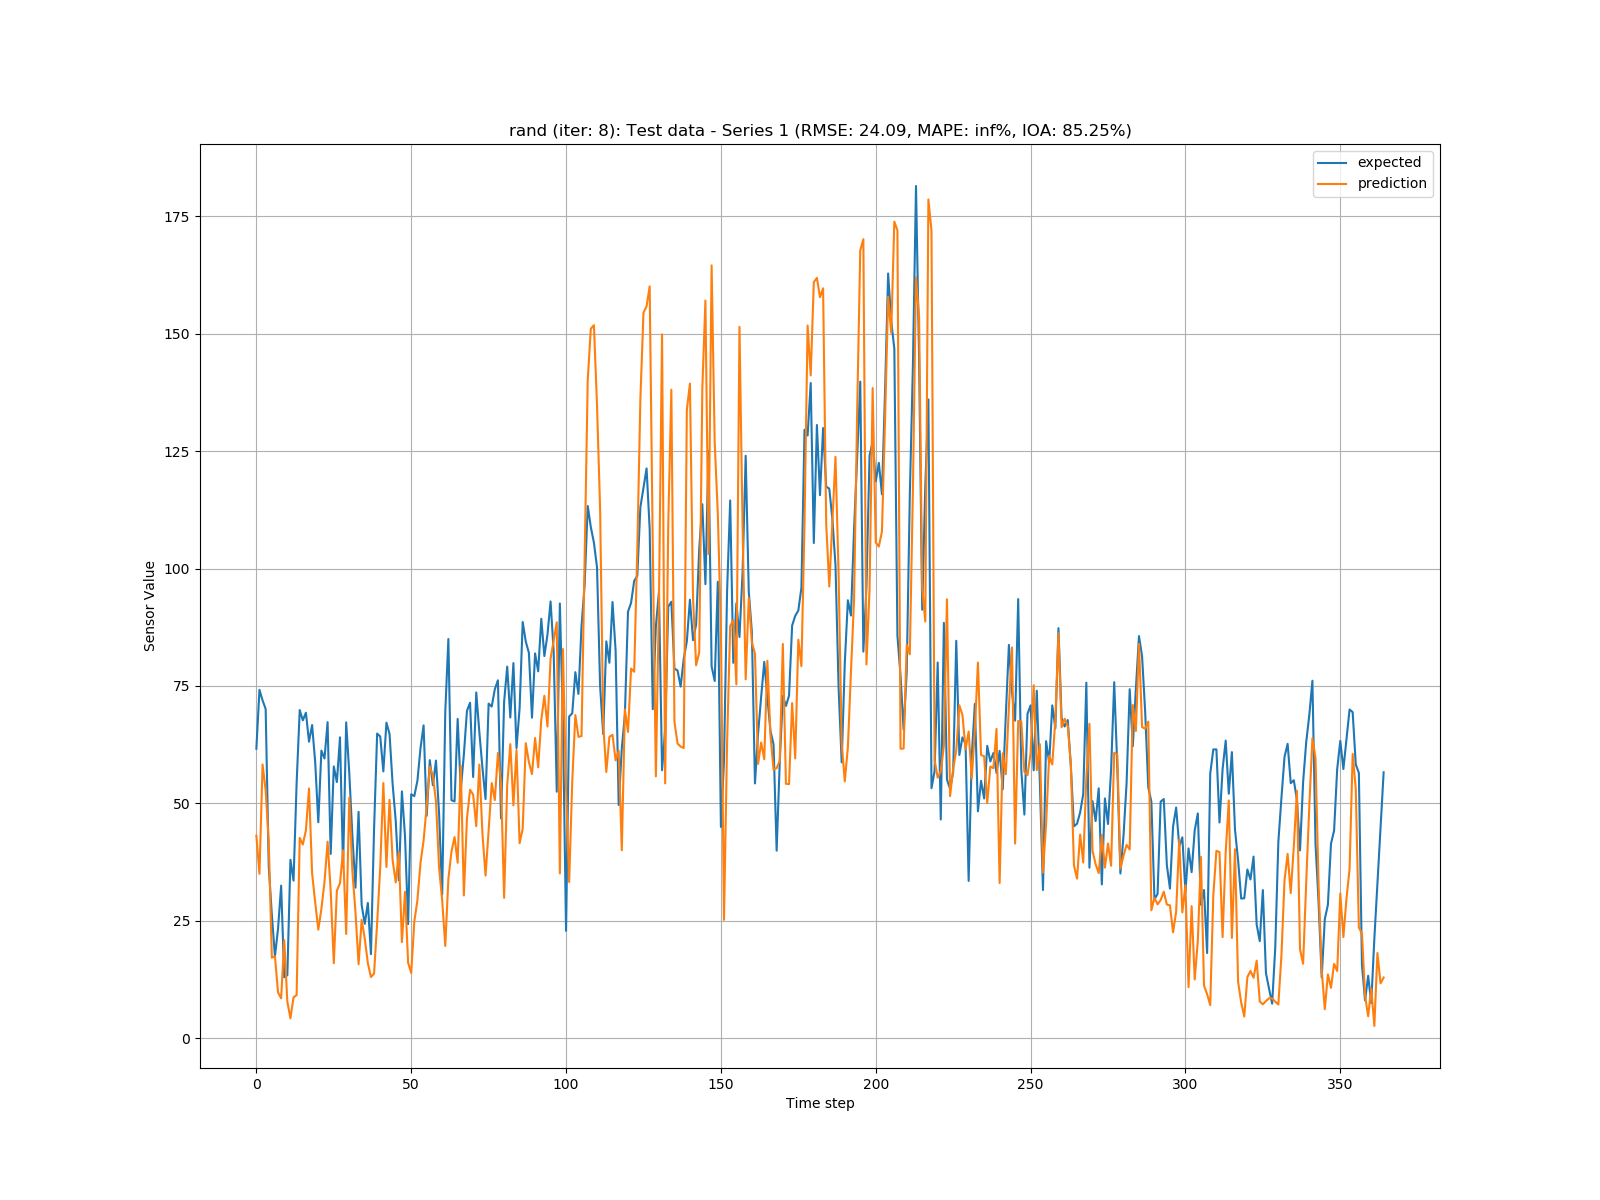 rand (iter: 8): Test data - Series 1 (RMSE: 24.09, MAPE: inf%, IOA: 85.25%)
expected
prediction
175
150
125
100
75
50
25
0
Sensor Value
0 50 100 150 200 250 300 350
Time step